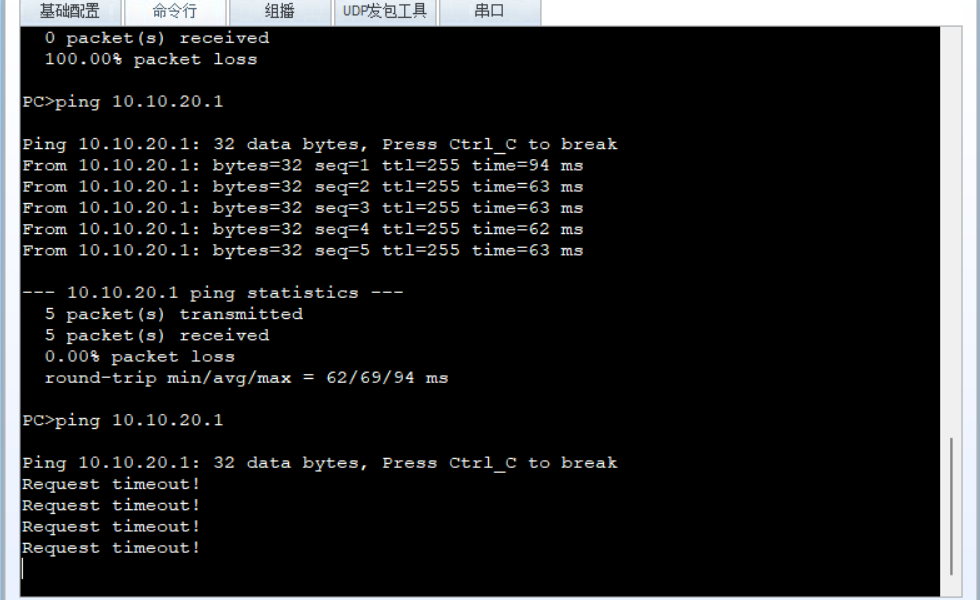 基础配置 命令行 组播 UDP发包工具 串口
0 packet(s) received
100.00% packet loss
PC>ping 10.10.20.1
Ping 10.10.20.1: 32 data bytes, Press Ctrl_C to break
From 10.10.20.1: bytes=32 seq=1 ttl=255 time=94 ms
From 10.10.20.1: bytes=32 seq=2 ttl=255 time=63 ms
From 10.10.20.1: bytes=32 seq=3 ttl=255 time=63 ms
From 10.10.20.1: bytes=32 seq=4 ttl=255 time=62 ms
From 10.10.20.1: bytes=32 seq=5 ttl=255 time=63 ms
--- 10.10.20.1 ping statistics ---
5 packet(s) transmitted
5 packet(s) received
0.00% packet loss
round-trip min/avg/max = 62/69/94 ms
PC>ping 10.10.20.1
Ping 10.10.20.1: 32 data bytes, Press Ctrl_C to break
Request timeout!
Request timeout!
Request timeout!
Request timeout!